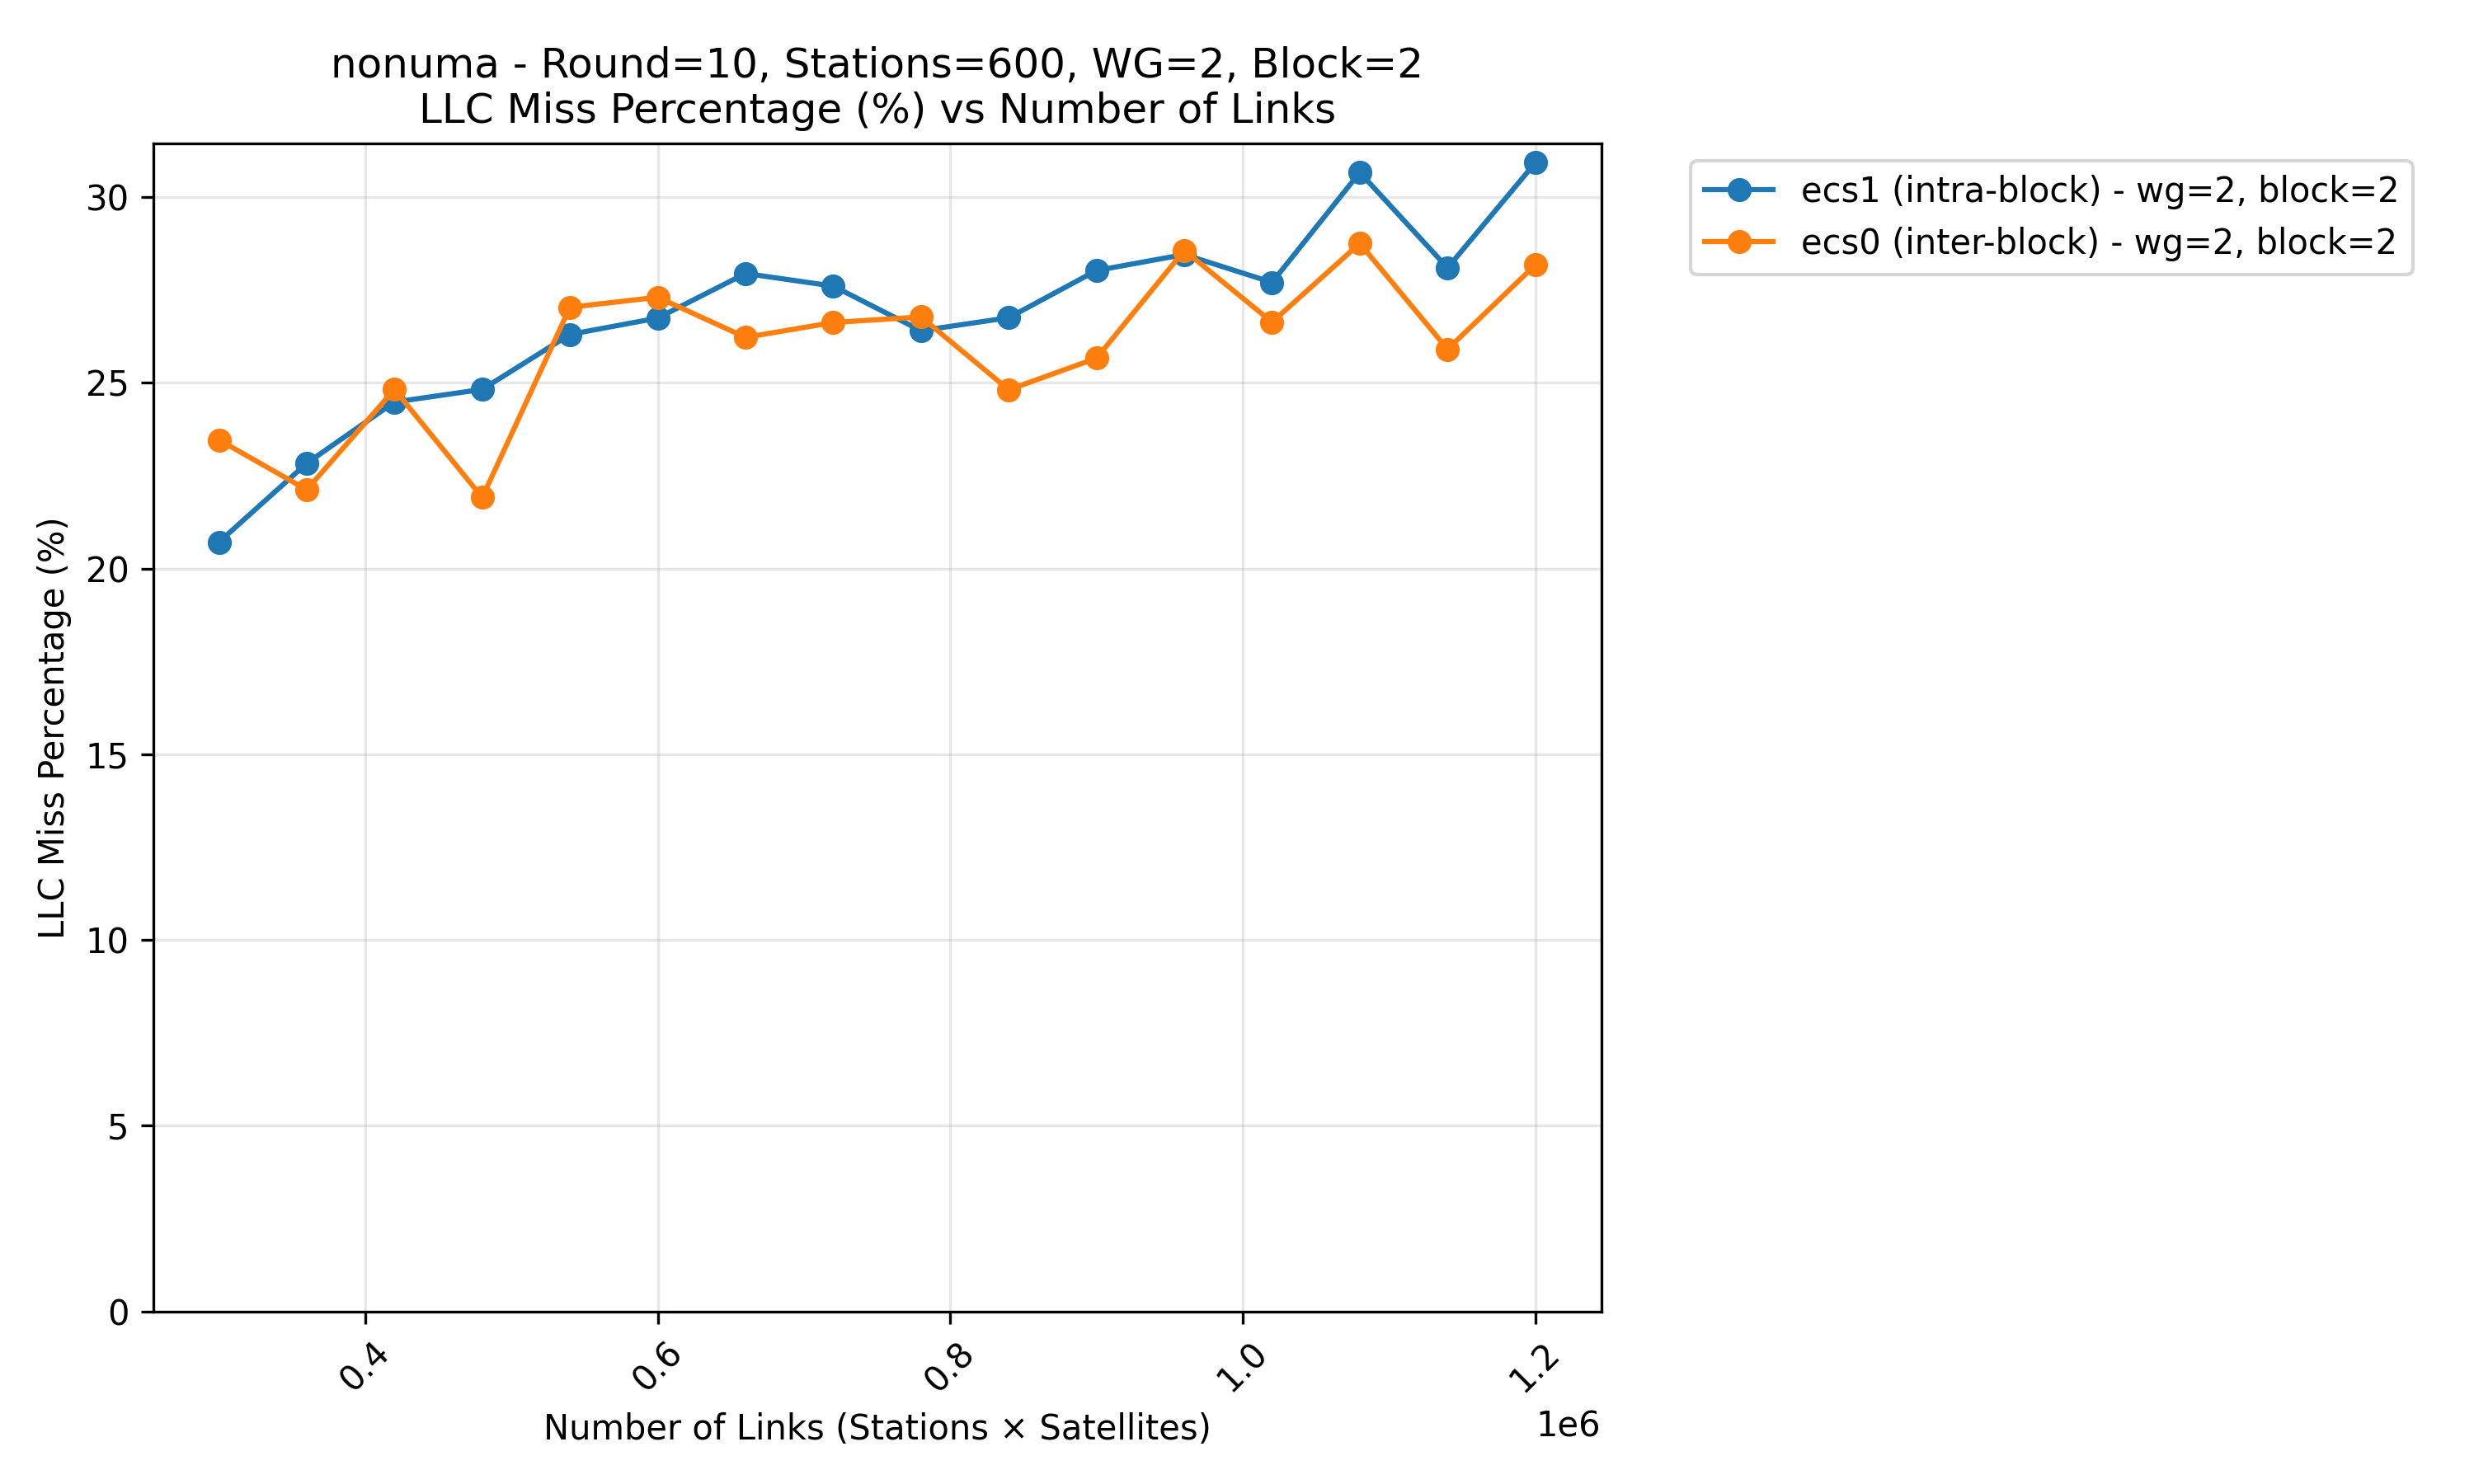 nonuma - Round=10, Stations=600, WG=2, Block=2
LLC Miss Percentage (%) vs Number of Links
ecs1 (intra-block) - wg=2, block=2
ecs0 (inter-block) - wg=2, block=2
LLC Miss Percentage (%)
30
25
20
15
10
5
0
0.4
0.6
0.8
1.0
1.2
1e6
Number of Links (Stations × Satellites)